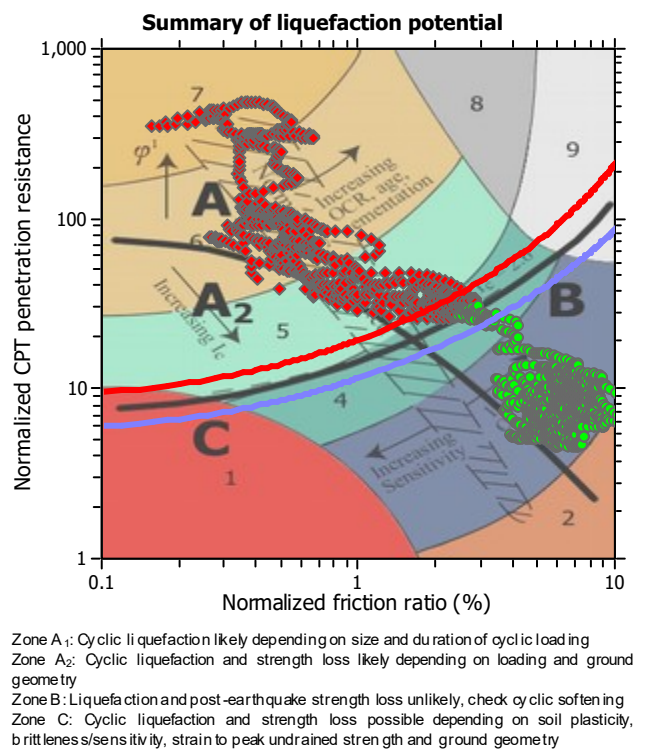 Summary of liquefaction potential
1,000
7
8
9
φ'
Increasing
OCR, age,
cementation
A
100
6
A2
Increasing Ic
5
B
Normalized CPT penetration resistance
10
4
C
1
Increasing
Sensitivity
2
1
0.1
1
10
Normalized friction ratio (%)
Zone A1: Cyclic liquefaction likely depending on size and duration of cyclic loading
Zone A2: Cyclic liquefaction and strength loss likely depending on loading and ground
geometry
Zone B: Liquefaction and post-earthquake strength loss unlikely, check cyclic softening
Zone C: Cyclic liquefaction and strength loss possible depending on soil plasticity,
brittleness/sensitivity, strain to peak undrained strength and ground geometry